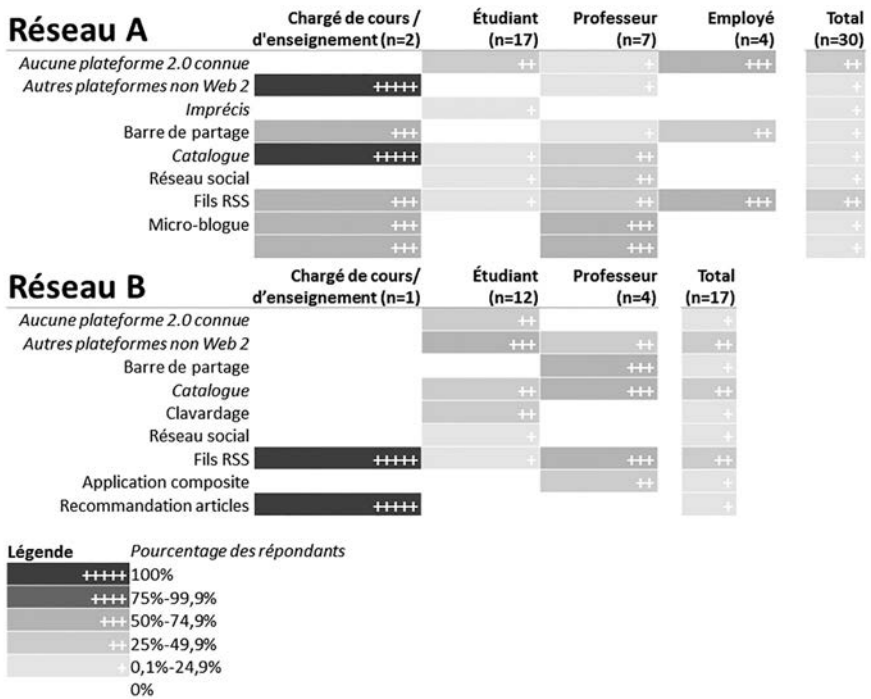 Réseau A Chargé de cours / d'enseignement (n=2) Étudiant (n=17) Professeur (n=7) Employé (n=4) Total (n=30)
Aucune plateforme 2.0 connue ++ + +++ ++
Autres plateformes non Web 2 +++++ + +
Imprécis + +
Barre de partage +++ + ++ +
Catalogue +++++ + ++ +
Réseau social + ++ +
Fils RSS +++ + ++ +++ ++
Micro-blogue +++ +++ +
+++ +++ +
Réseau B Chargé de cours/ d'enseignement (n=1) Étudiant (n=12) Professeur (n=4) Total (n=17)
Aucune plateforme 2.0 connue ++ +
Autres plateformes non Web 2 +++ ++ ++
Barre de partage +++ +
Catalogue ++ +++ ++
Clavardage ++ +
Réseau social + +
Fils RSS +++++ + +++ ++
Application composite ++ +
Recommandation articles +++++ +
Légende Pourcentage des répondants
+++++ 100%
++++ 75%-99,9%
+++ 50%-74,9%
++ 25%-49,9%
+ 0,1%-24,9%
0%